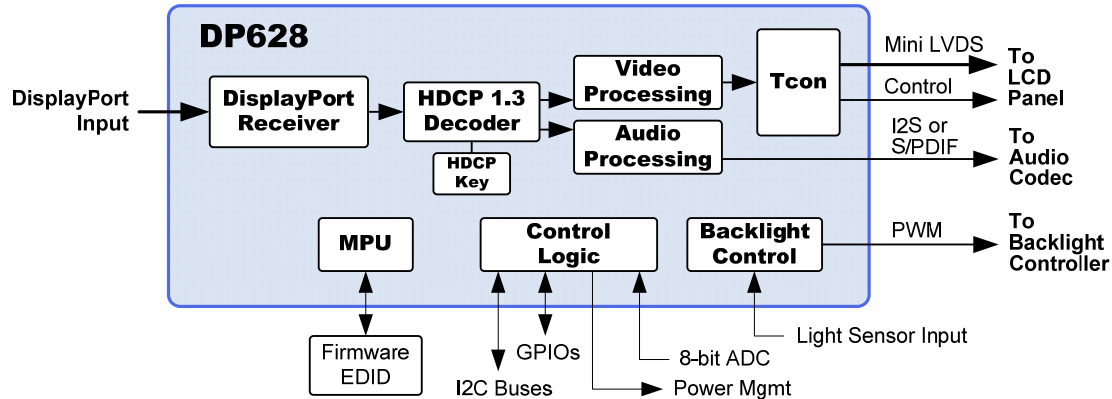 DP628
DisplayPort
Input
DisplayPort
Receiver
HDCP 1.3
Decoder
HDCP
Key
Video
Processing
Audio
Processing
Tcon
Mini LVDS
Control
To
LCD
Panel
I2S or
S/PDIF
To
Audio
Codec
MPU
Control
Logic
Backlight
Control
PWM
To
Backlight
Controller
Firmware
EDID
I2C Buses
GPIOs
8-bit ADC
Power Mgmt
Light Sensor Input